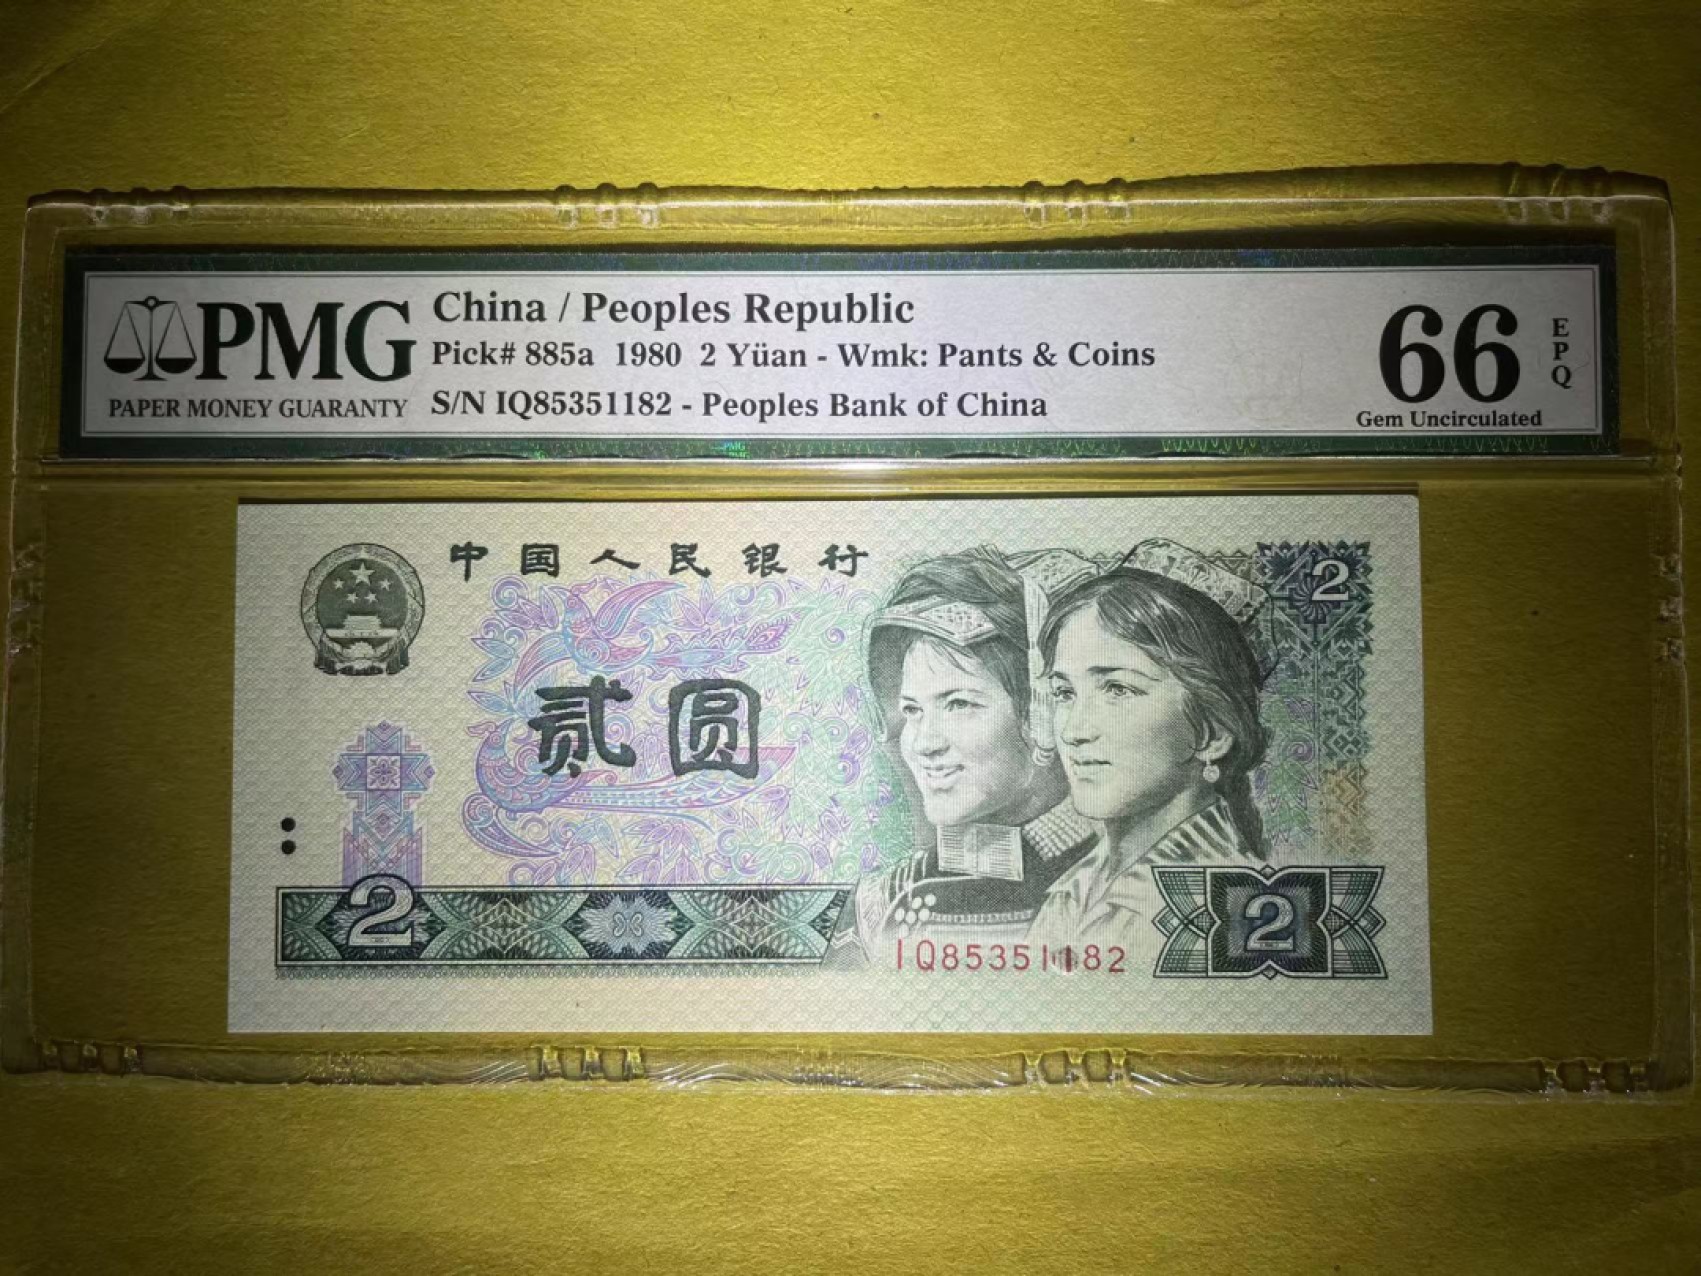 PMG
PAPER MONEY GUARANTY
China / Peoples Republic
Pick# 885a 1980 2 Yüan - Wmk: Pants & Coins
S/N IQ85351182 - Peoples Bank of China
66
EPQ
Gem Uncirculated
中国人民银行
2
贰圆
2
2
IQ85351182